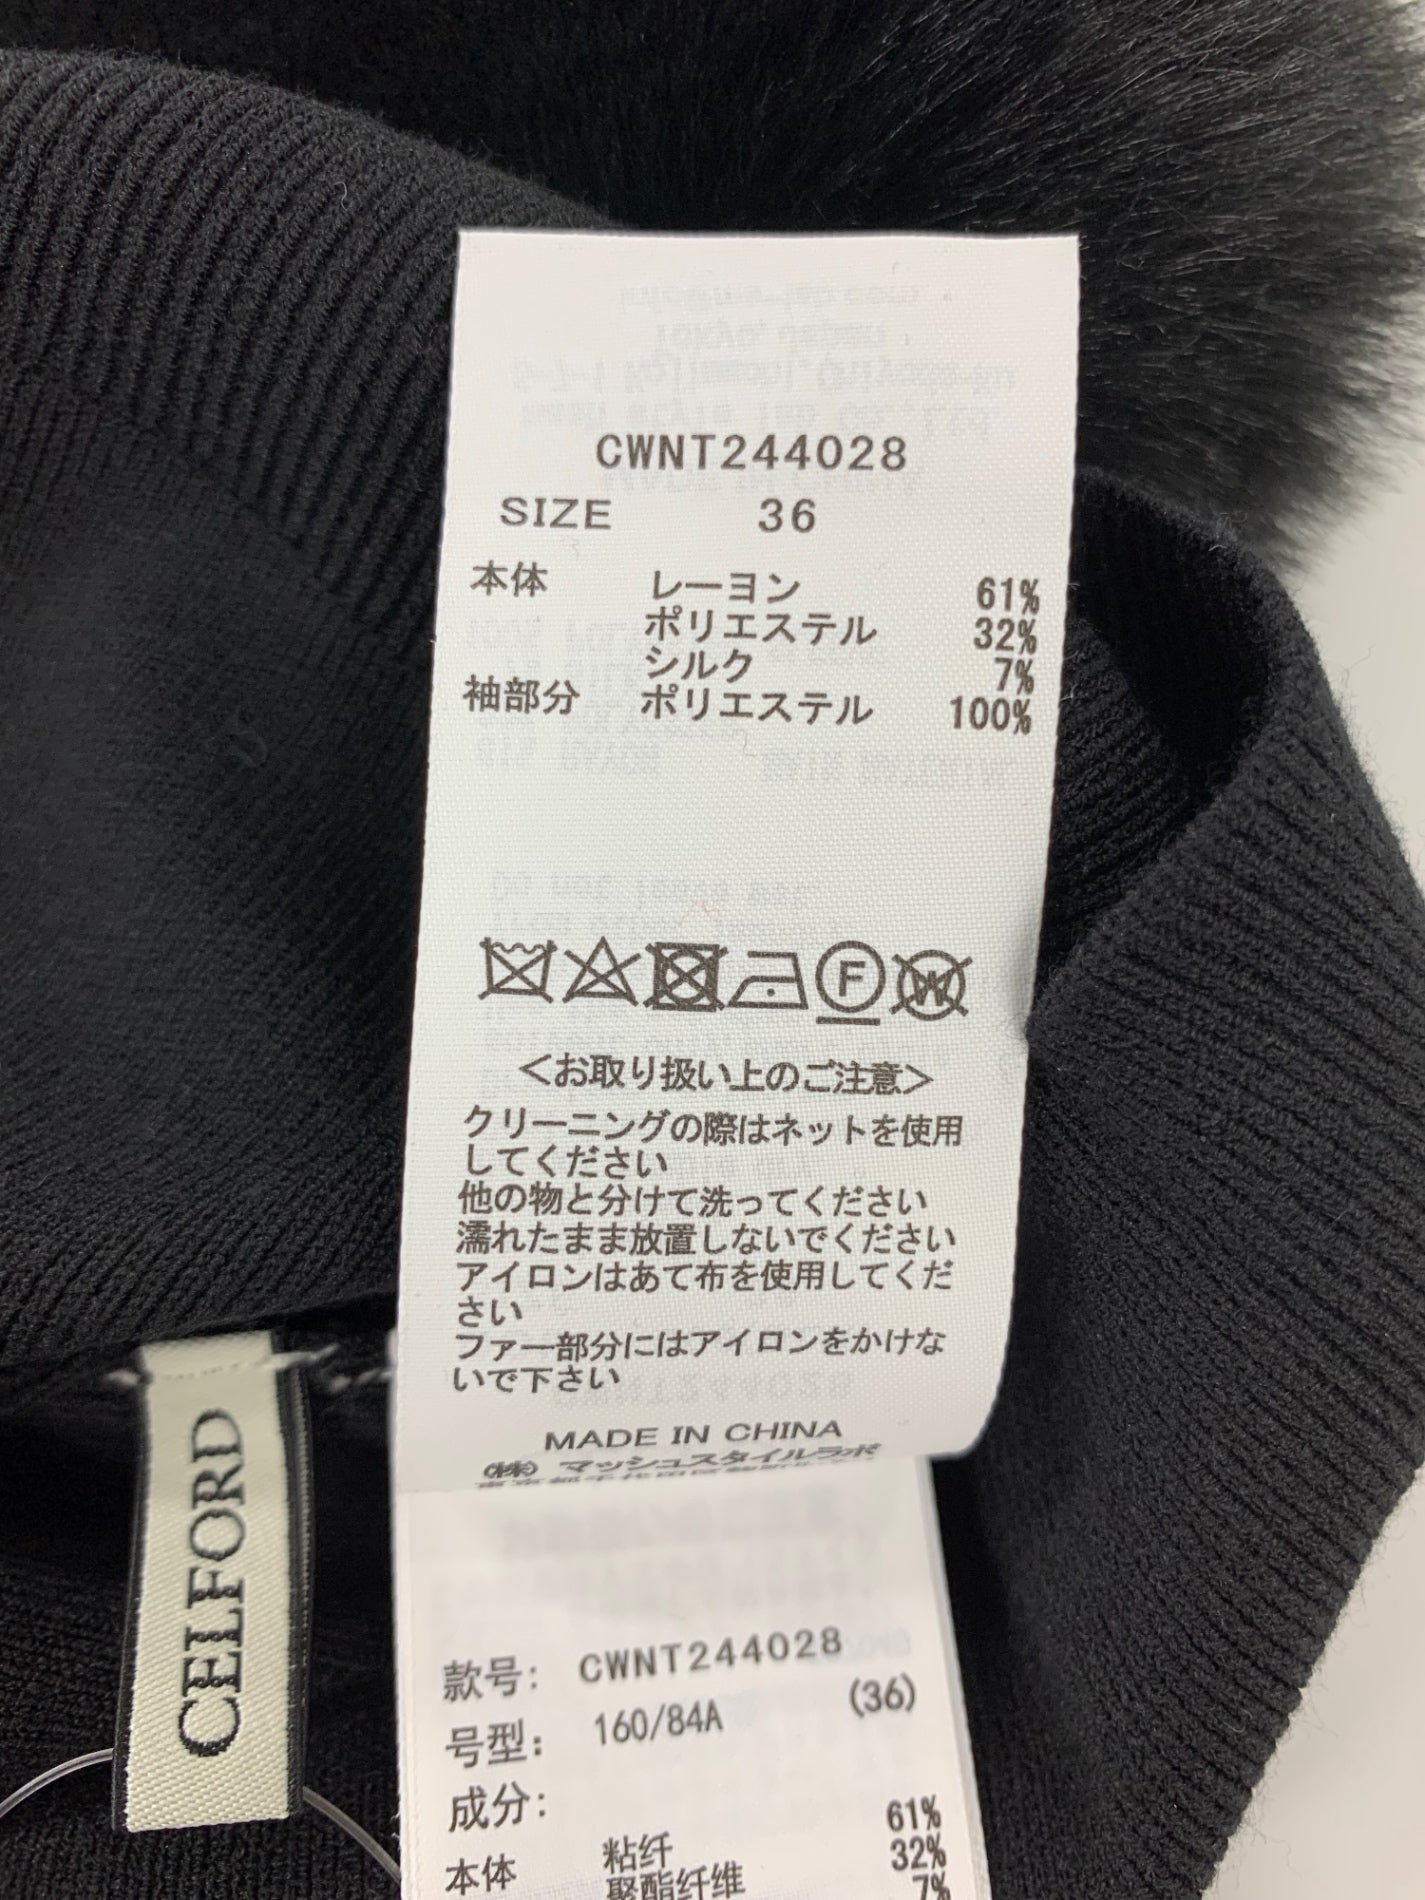 CWNT244028
SIZE 36
本体 レーヨン 61%
ポリエステル 32%
シルク 7%
袖部分 ポリエステル 100%
F W
<お取り扱い上のご注意>
クリーニングの際はネットを使用
してください
他の物と分けて洗ってください
濡れたまま放置しないでください
アイロンはあて布を使用してくだ
さい
ファー部分にはアイロンをかけな
いで下さい
MADE IN CHINA
(株) マッシュスタイルラボ
CELFORD
款号: CWNT244028
号型: 160/84A (36)
成分:
61%
本体 粘纤 32%
聚酯纤维 7%